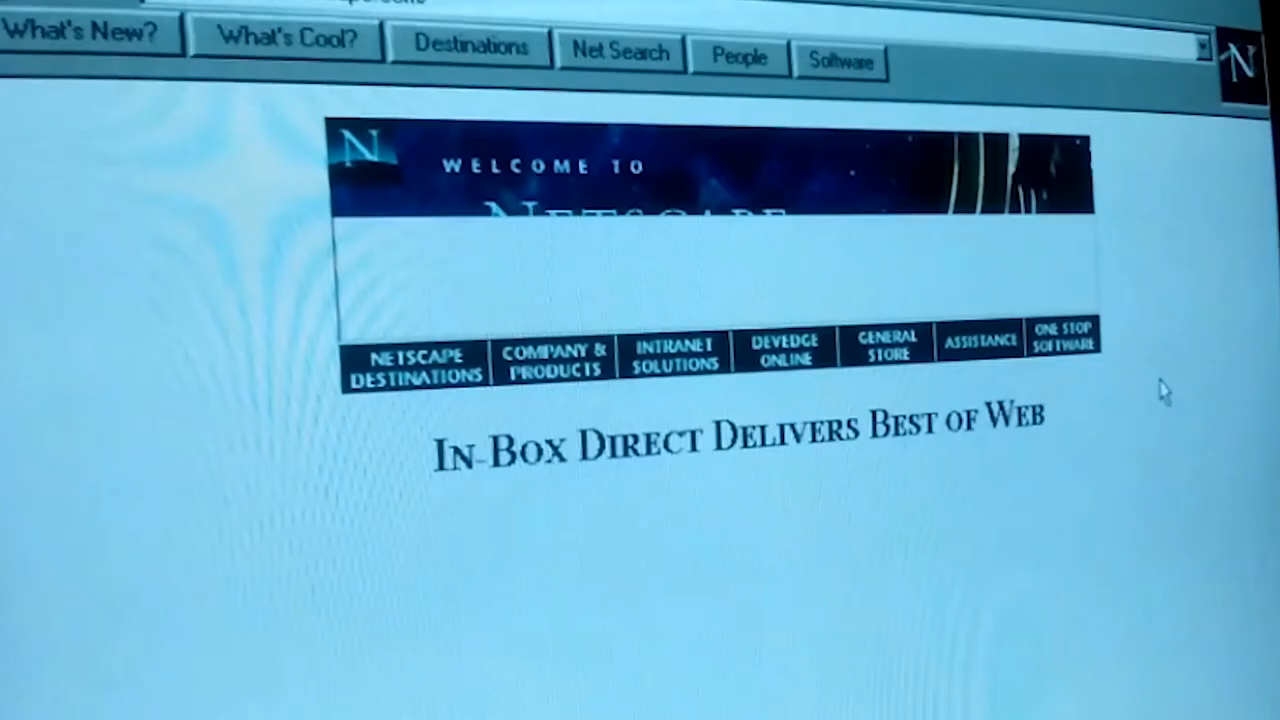 What's New? What's Cool? Destinations Net Search People Software
N
N
WELCOME TO
NETSCAPE
NETSCAPE DESTINATIONS
COMPANY & PRODUCTS
INTRANET SOLUTIONS
DEVEDGE ONLINE
GENERAL STORE
ASSISTANCE
ONE STOP SOFTWARE
IN-BOX DIRECT DELIVERS BEST OF WEB